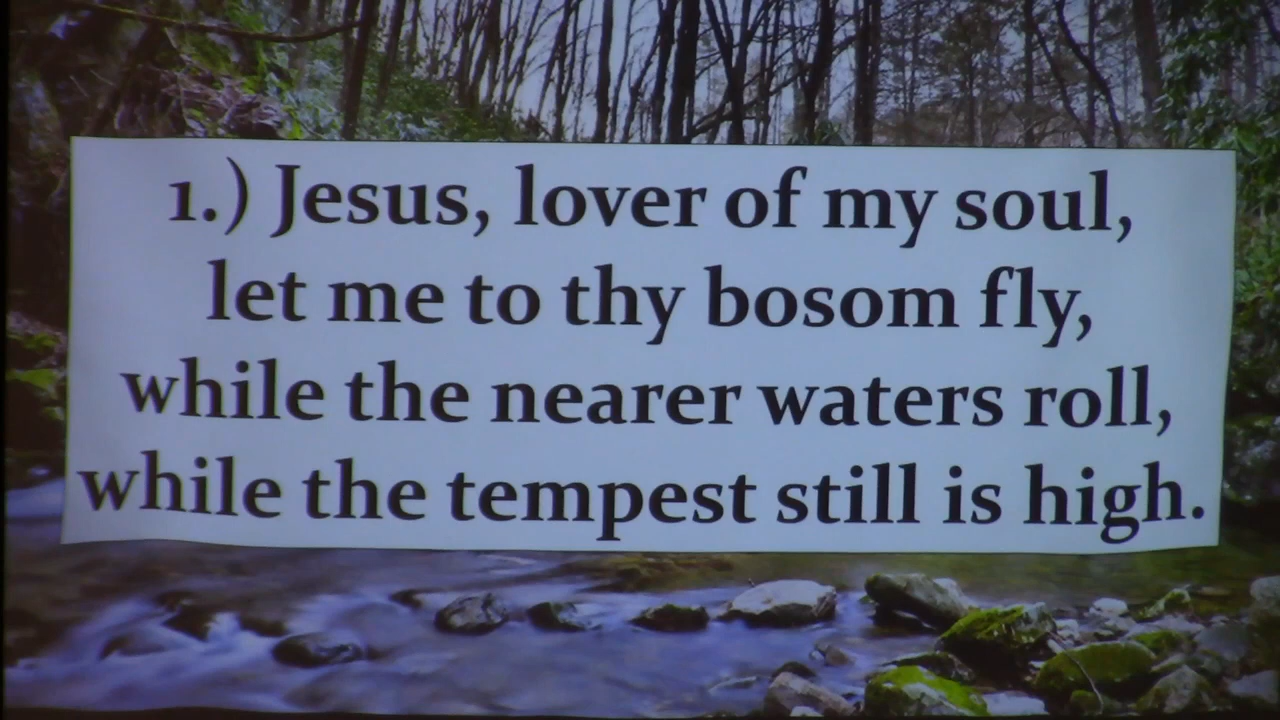 1.) Jesus, lover of my soul,
let me to thy bosom fly,
while the nearer waters roll,
while the tempest still is high.